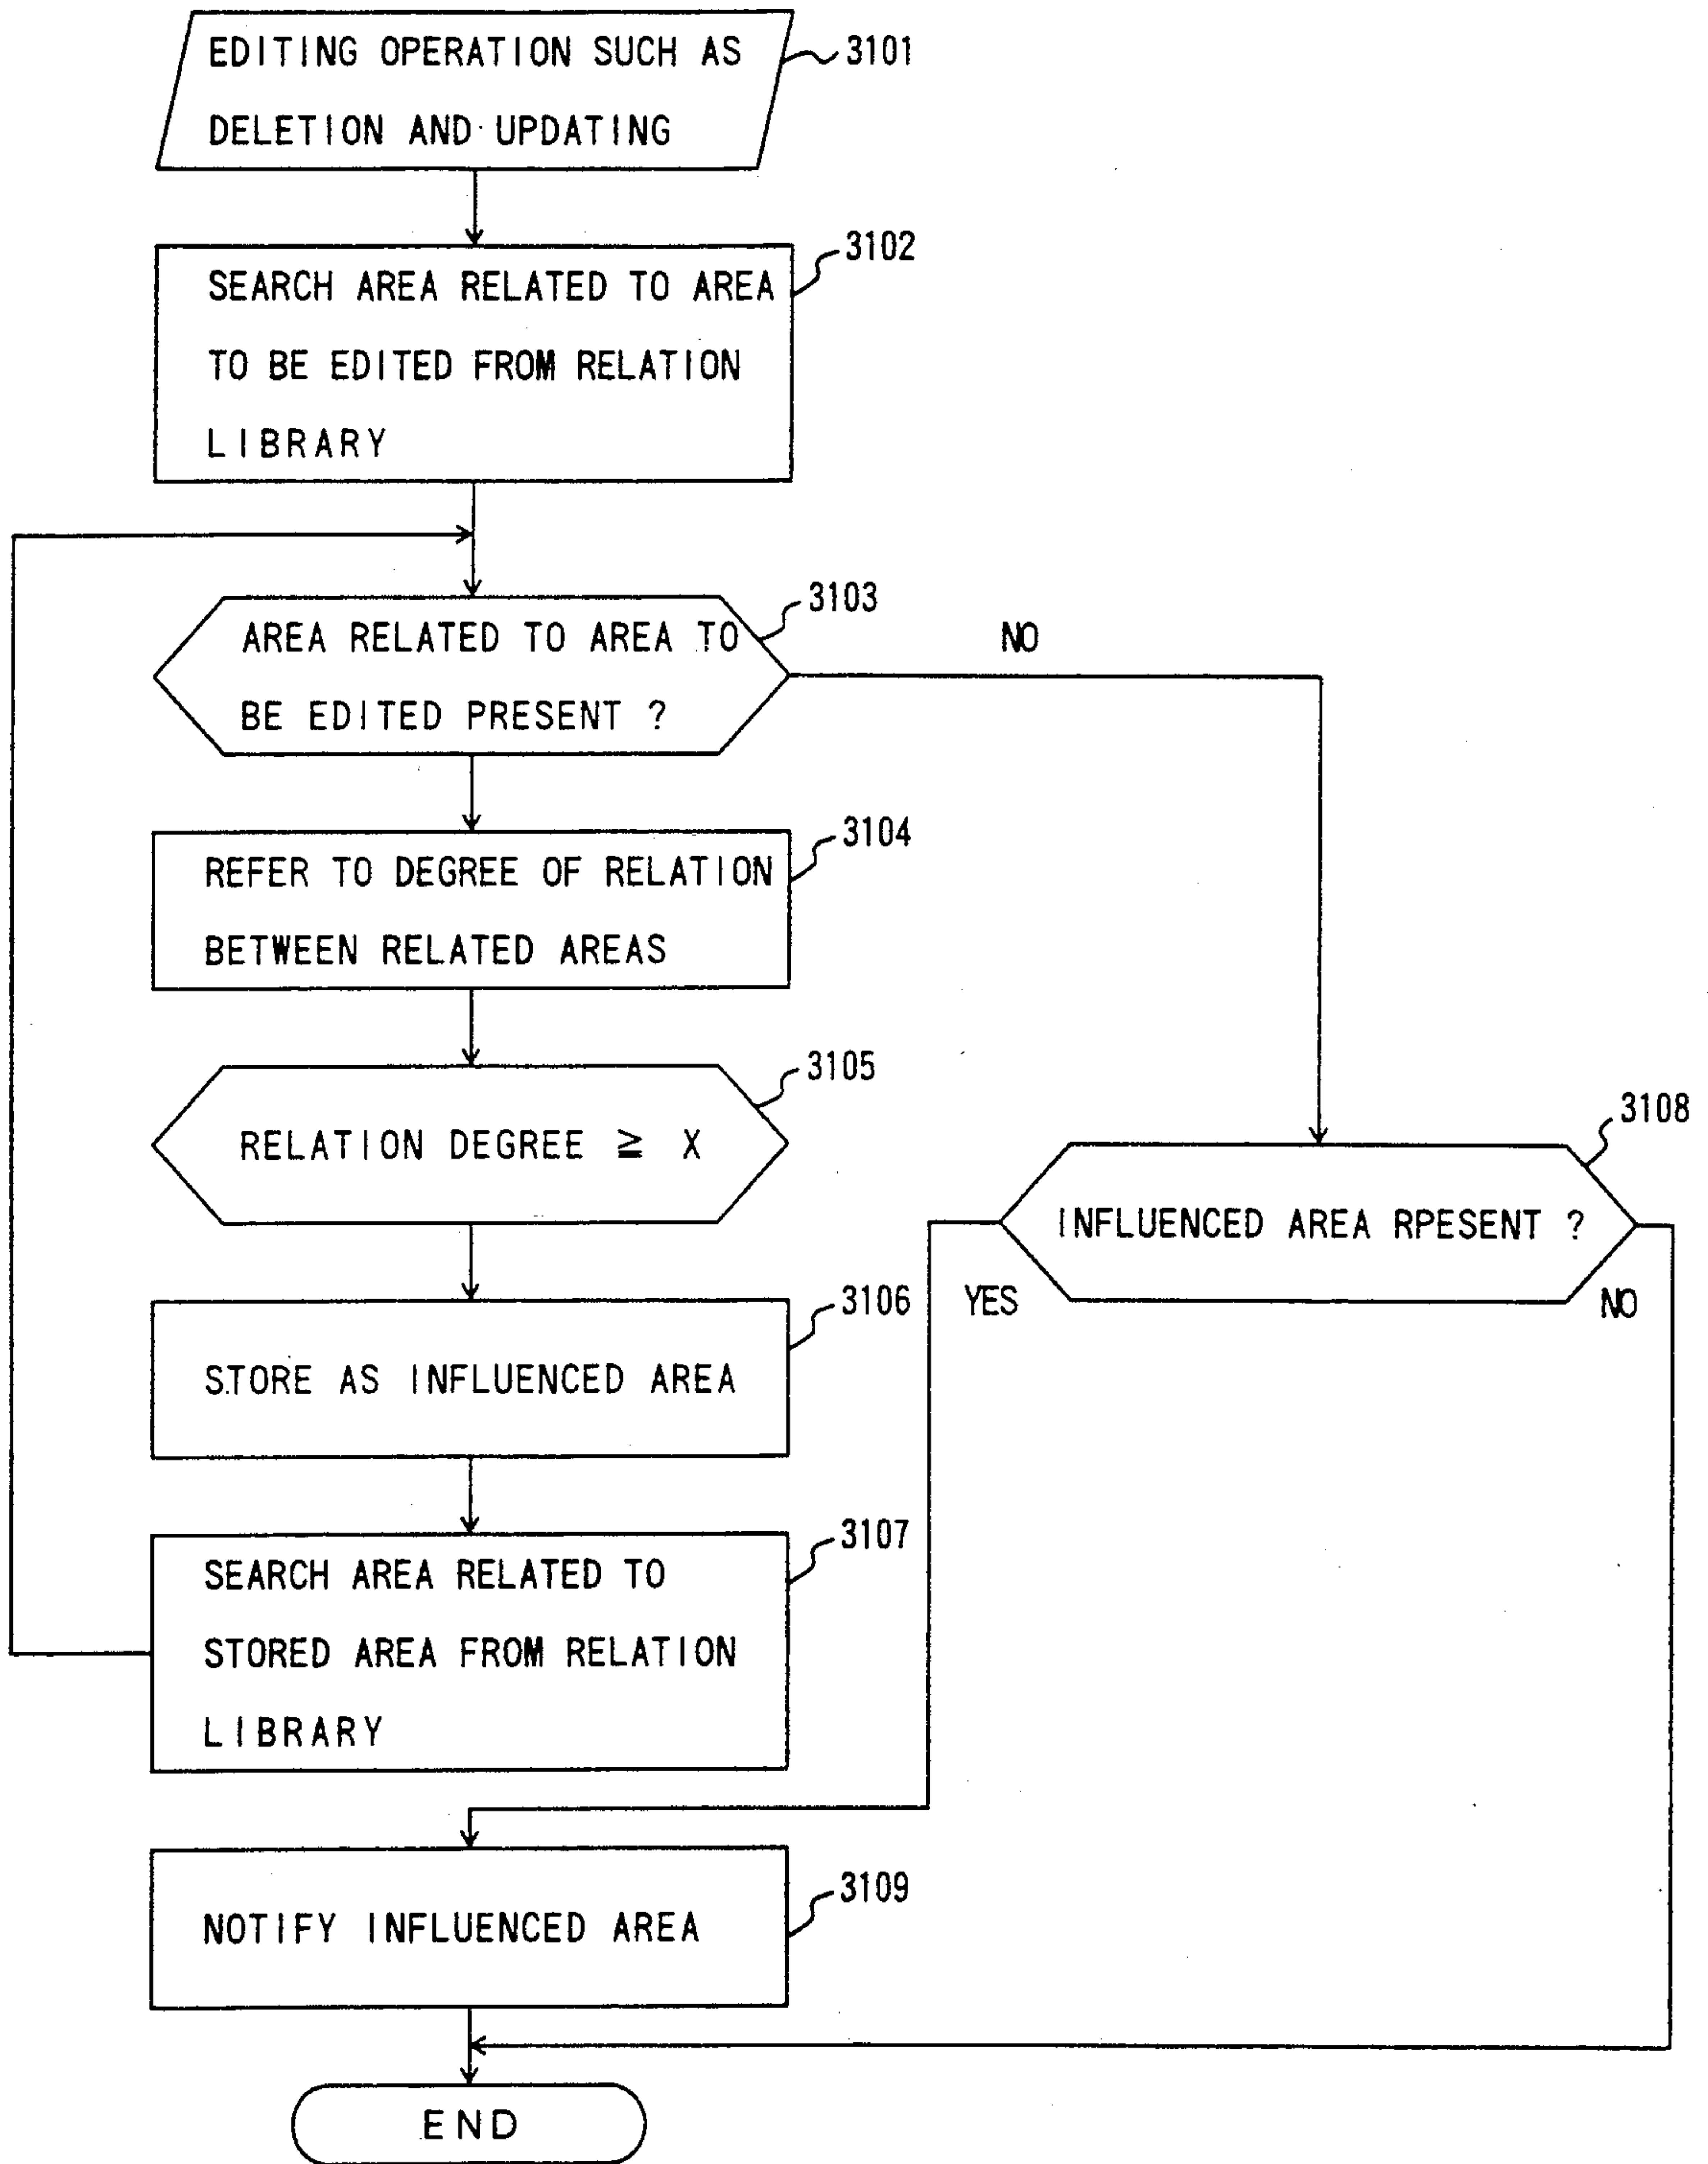 EDITING OPERATION SUCH AS
DELETION AND UPDATING
3101
SEARCH AREA RELATED TO AREA
TO BE EDITED FROM RELATION
LIBRARY
3102
AREA RELATED TO AREA TO
BE EDITED PRESENT ?
3103
NO
REFER TO DEGREE OF RELATION
BETWEEN RELATED AREAS
3104
RELATION DEGREE ≧ X
3105
STORE AS INFLUENCED AREA
3106
SEARCH AREA RELATED TO
STORED AREA FROM RELATION
LIBRARY
3107
INFLUENCED AREA RPESENT ?
3108
YES
NO
NOTIFY INFLUENCED AREA
3109
END